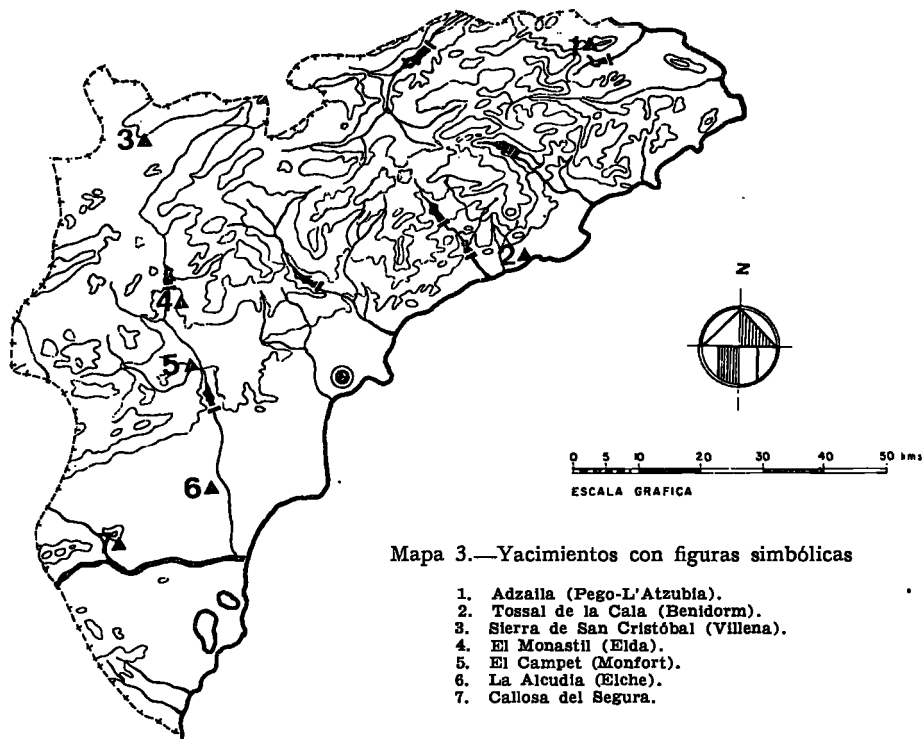 1
3
2
4
5
6
N
0 5 10 20 30 40 50 kms
ESCALA GRAFICA
Mapa 3.—Yacimientos con figuras simbólicas
1. Adzaila (Pego-L'Atzubia).
2. Tossal de la Cala (Benidorm).
3. Sierra de San Cristóbal (Villena).
4. El Monastil (Elda).
5. El Campet (Monfort).
6. La Alcudia (Elche).
7. Callosa del Segura.